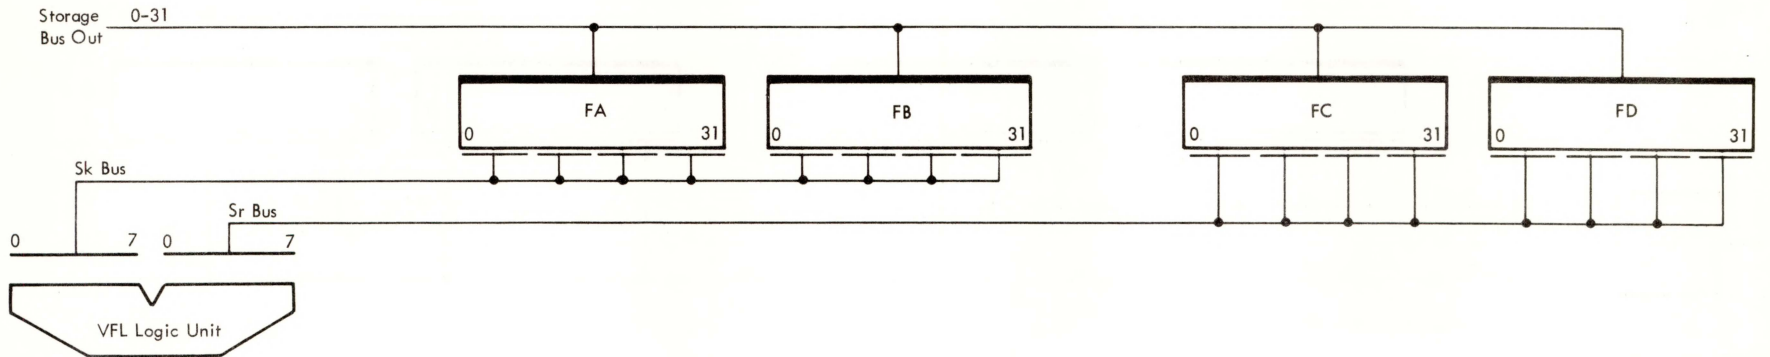 Storage 0-31
Bus Out
FA
0 31
FB
0 31
FC
0 31
FD
0 31
Sk Bus
Sr Bus
0 7 0 7
VFL Logic Unit